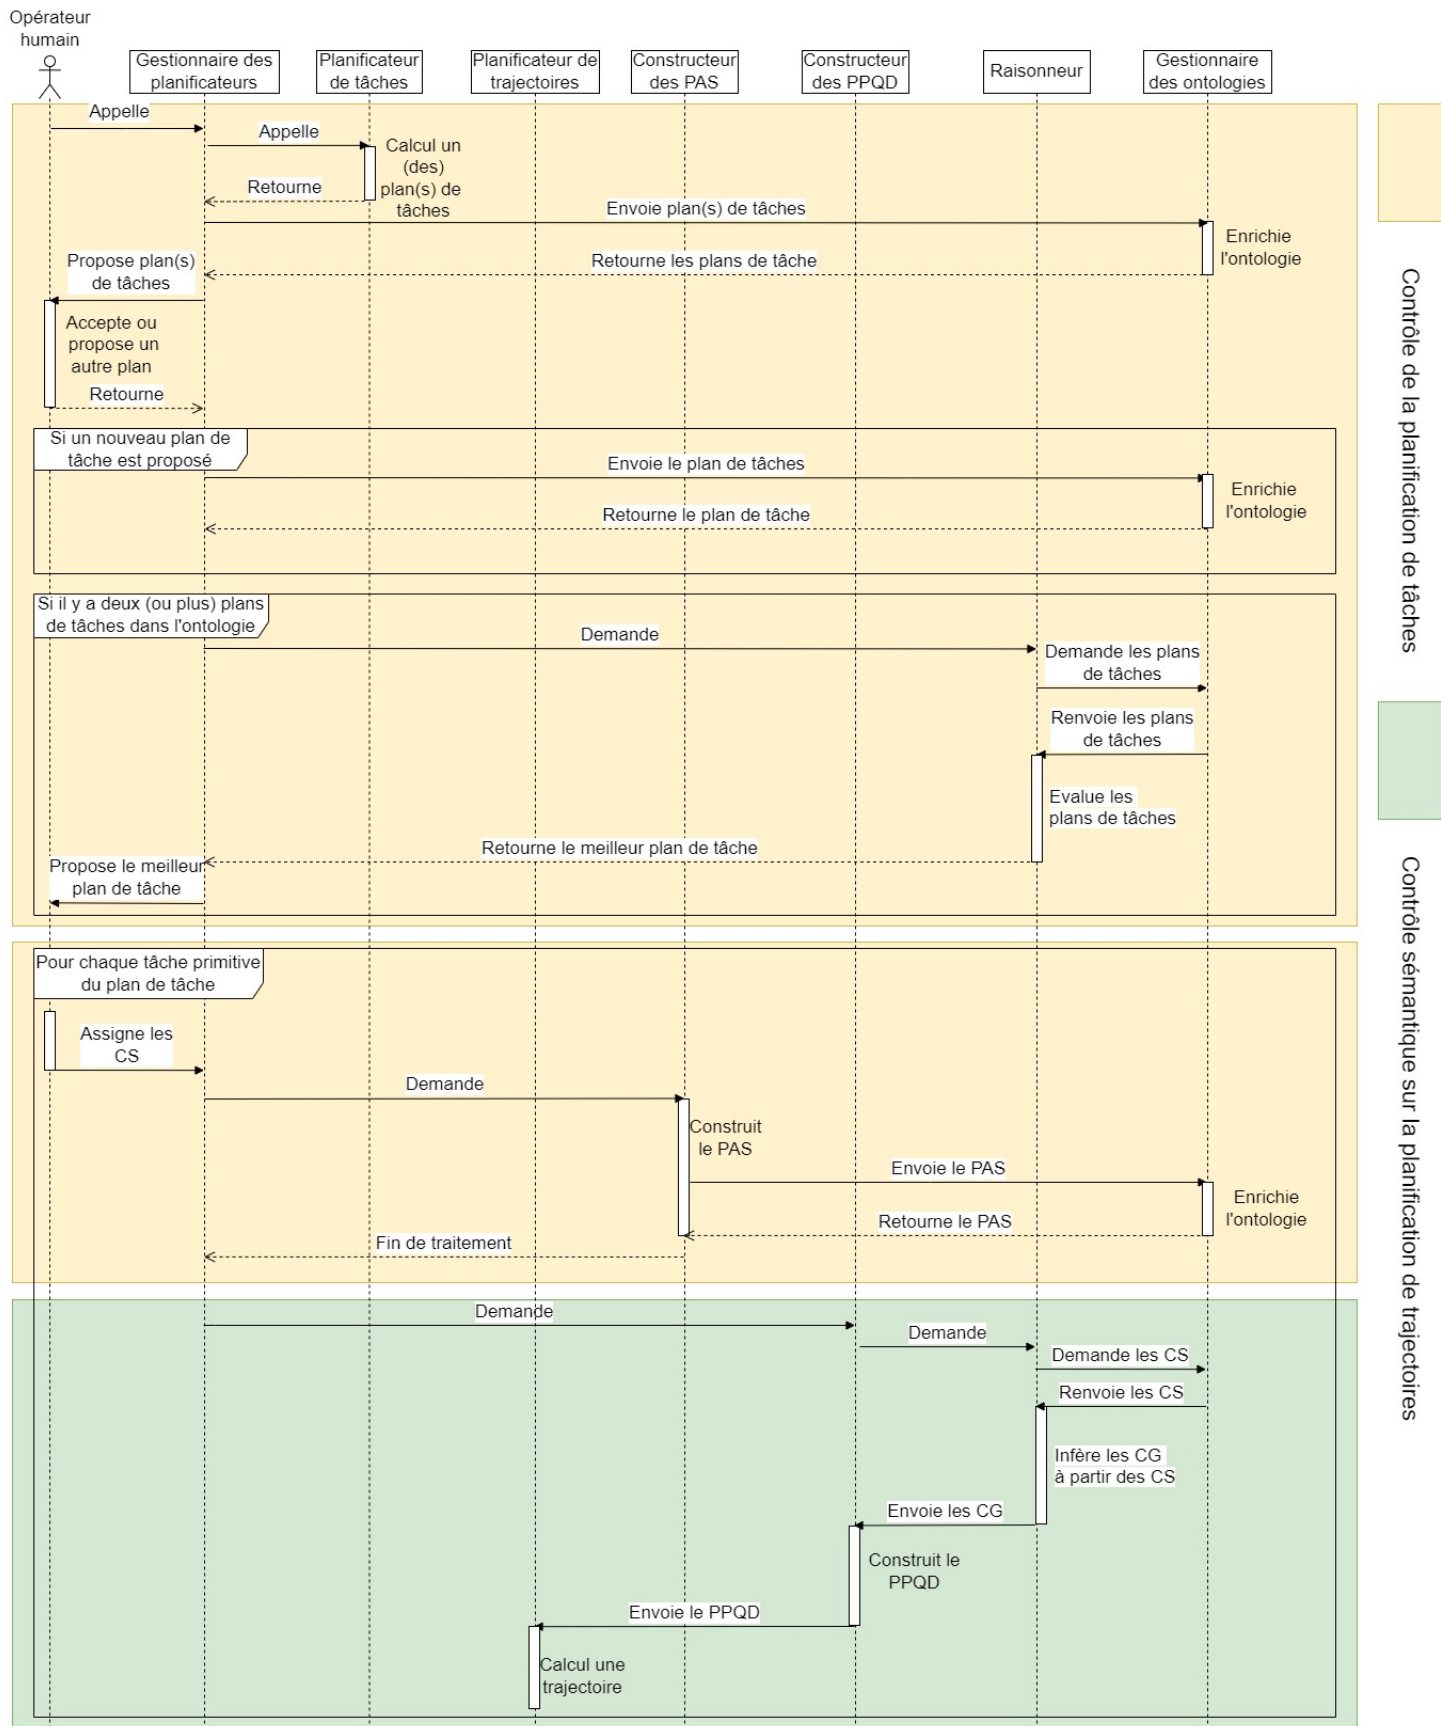 Opérateur
humain
Gestionnaire des
planificateurs
Planificateur
de tâches
Planificateur de
trajectoires
Constructeur
des PAS
Constructeur
des PPQD
Raisonneur
Gestionnaire
des ontologies
Appelle
Appelle
Calcul un
(des)
plan(s) de
tâches
Retourne
Envoie plan(s) de tâches
Enrichie
l'ontologie
Retourne les plans de tâche
Propose plan(s)
de tâches
Accepte ou
propose un
autre plan
Retourne
Si un nouveau plan de
tâche est proposé
Envoie le plan de tâches
Enrichie
l'ontologie
Retourne le plan de tâche
Si il y a deux (ou plus) plans
de tâches dans l'ontologie
Demande
Demande les plans
de tâches
Renvoie les plans
de tâches
Evalue les
plans de tâches
Retourne le meilleur plan de tâche
Propose le meilleur
plan de tâche
Pour chaque tâche primitive
du plan de tâche
Assigne les
CS
Demande
Construit
le PAS
Envoie le PAS
Enrichie
l'ontologie
Retourne le PAS
Fin de traitement
Demande
Demande
Demande les CS
Renvoie les CS
Infère les CG
à partir des CS
Envoie les CG
Construit le
PPQD
Envoie le PPQD
Calcul une
trajectoire
Contrôle de la planification de tâches
Contrôle sémantique sur la planification de trajectoires